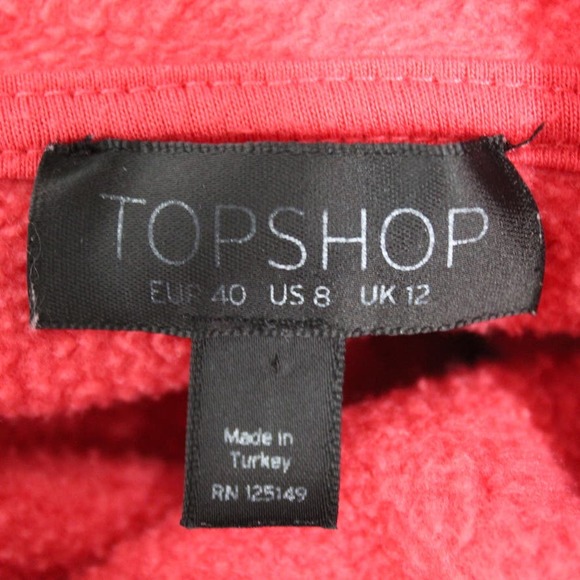 TOPSHOP
EUR 40 US 8 UK 12
Made in
Turkey
RN 125149